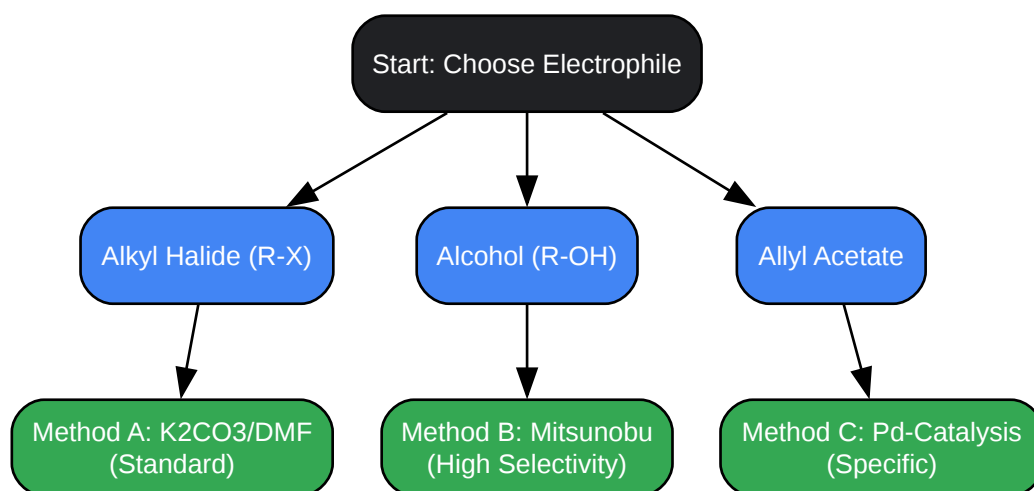 Start: Choose Electrophile
Alkyl Halide (R-X)
Alcohol (R-OH)
Allyl Acetate
Method A: K2CO3/DMF
(Standard)
Method B: Mitsunobu
(High Selectivity)
Method C: Pd-Catalysis
(Specific)